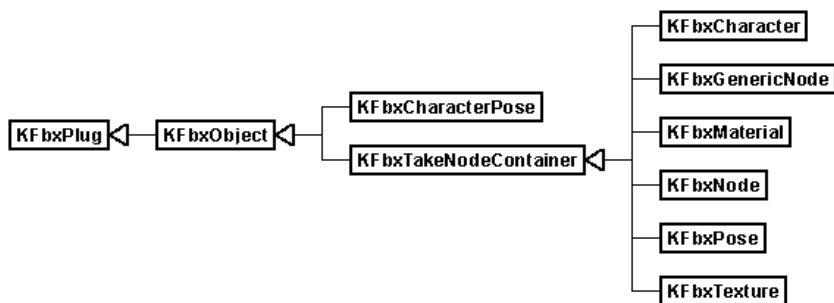 KFbxPlug
KFbxObject
KFbxCharacterPose
KFbxTakeNodeContainer
KFbxCharacter
KFbxGenericNode
KFbxMaterial
KFbxNode
KFbxPose
KFbxTexture